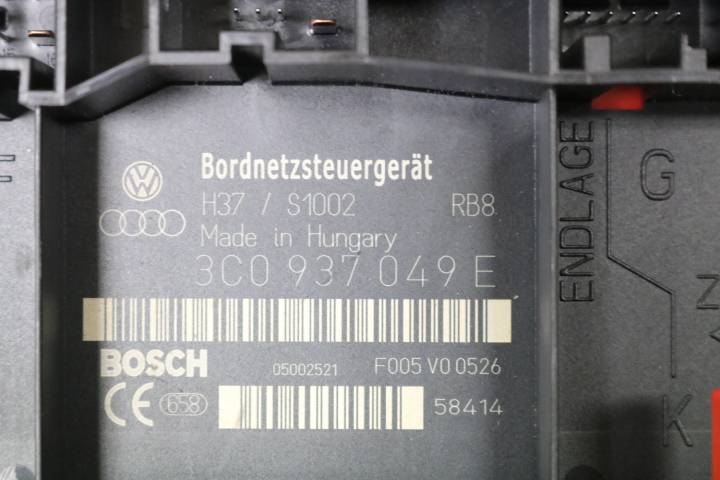 Bordnetzsteuergerät
H37 / S1002 RB8
Made in Hungary
3C0 937 049 E
BOSCH 05002521 F005 V0 0526
CE 658 58414
ENDLAGE
G
K